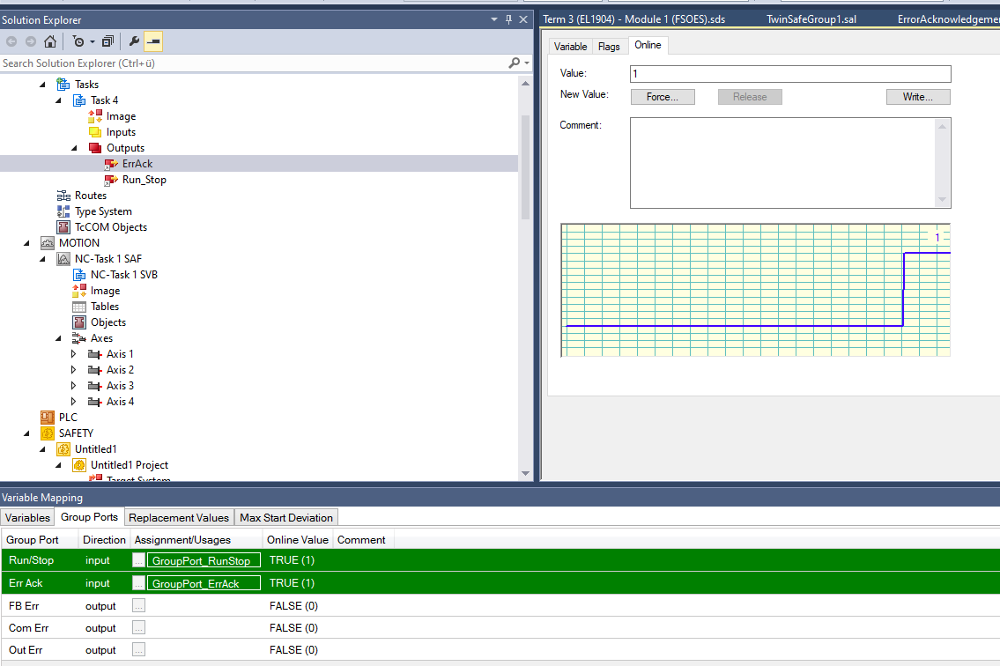 Solution Explorer
Search Solution Explorer (Ctrl+ü)
Tasks
Task 4
Image
Inputs
Outputs
ErrAck
Run_Stop
Routes
Type System
TcCOM Objects
MOTION
NC-Task 1 SAF
NC-Task 1 SVB
Image
Tables
Objects
Axes
Axis 1
Axis 2
Axis 3
Axis 4
PLC
SAFETY
Untitled1
Untitled1 Project
Target System
Term 3 (EL1904) - Module 1 (FSOES).sds TwinSafeGroup1.sal ErrorAcknowledgemer
Variable Flags Online
Value: 1
New Value: Force... Release Write...
Comment:
1
Variable Mapping
Variables Group Ports Replacement Values Max Start Deviation
Group Port Direction Assignment/Usages Online Value Comment
Run/Stop input ... GroupPort_RunStop TRUE (1)
Err Ack input ... GroupPort_ErrAck TRUE (1)
FB Err output ... FALSE (0)
Com Err output ... FALSE (0)
Out Err output ... FALSE (0)